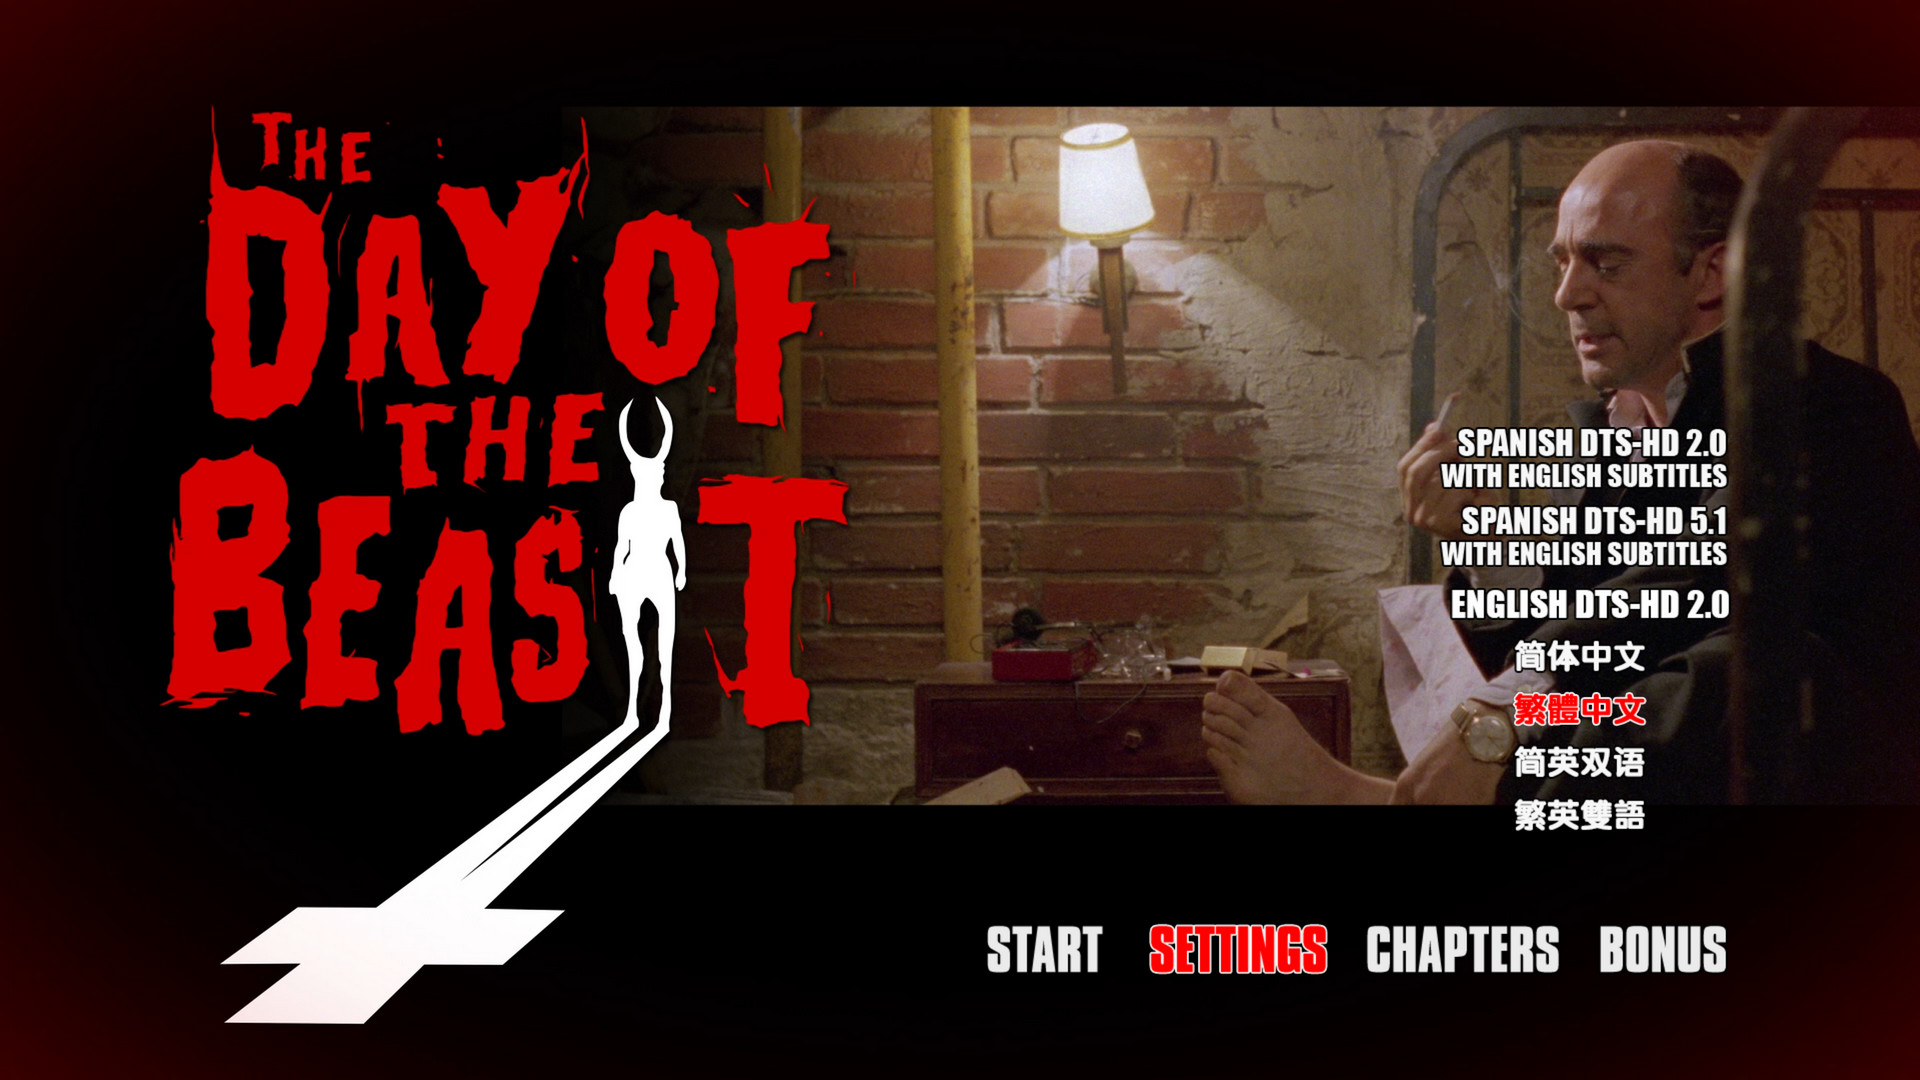 THE
DAY OF
THE
BEAST
SPANISH DTS-HD 2.0
WITH ENGLISH SUBTITLES
SPANISH DTS-HD 5.1
WITH ENGLISH SUBTITLES
ENGLISH DTS-HD 2.0
简体中文
繁體中文
简英双语
繁英雙語
START SETTINGS CHAPTERS BONUS